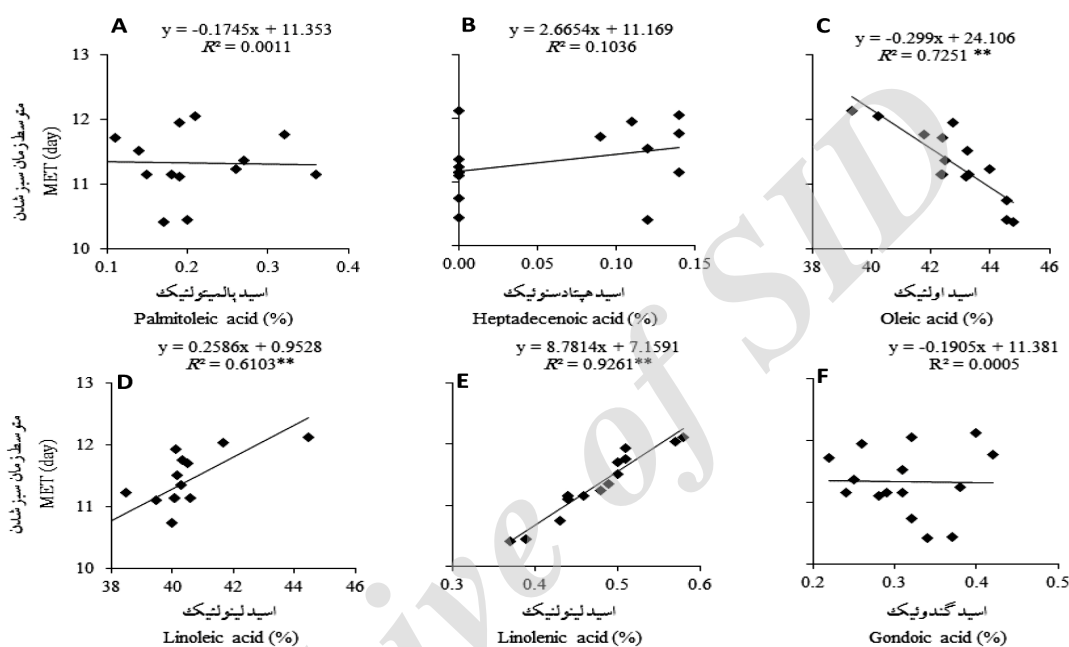 A
y = -0.1745x + 11.353
R² = 0.0011
B
y = 2.6654x + 11.169
R² = 0.1036
C
y = -0.299x + 24.106
R² = 0.7251 **
متوسط زمان سبز شدن
MET (day)
13
12
11
10
0.1 0.2 0.3 0.4
0.00 0.05 0.10 0.15
38 40 42 44 46
اسید پالمیتولئیک
Palmitoleic acid (%)
اسید هپتادسنوئیک
Heptadecenoic acid (%)
اسید اولئیک
Oleic acid (%)
D
y = 0.2586x + 0.9528
R² = 0.6103**
E
y = 8.7814x + 7.1591
R² = 0.9261**
F
y = -0.1905x + 11.381
R² = 0.0005
متوسط زمان سبز شدن
MET (day)
13
12
11
10
38 40 42 44 46
0.3 0.4 0.5 0.6
0.2 0.3 0.4 0.5
اسید لینولئیک
Linoleic acid (%)
اسید لینولنیک
Linolenic acid (%)
اسید گندوئیک
Gondoic acid (%)
ive of SID